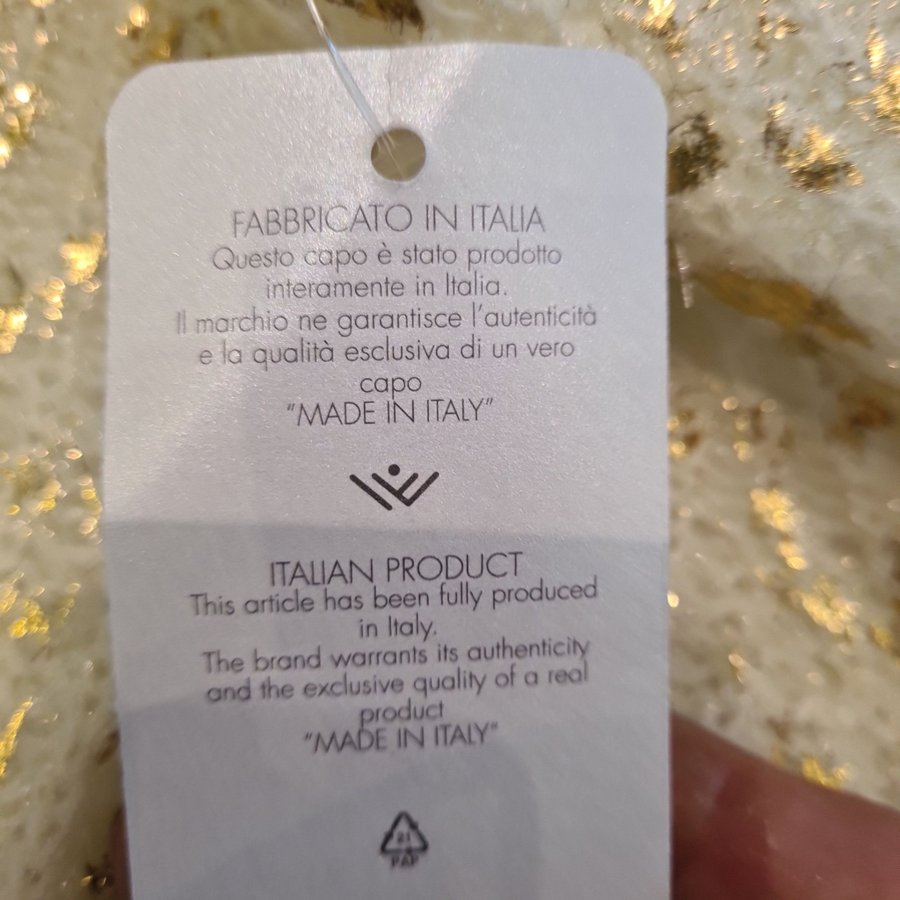 FABBRICATO IN ITALIA
Questo capo è stato prodotto
interamente in Italia.
Il marchio ne garantisce l'autenticità
e la qualità esclusiva di un vero
capo
"MADE IN ITALY"
ITALIAN PRODUCT
This article has been fully produced
in Italy.
The brand warrants its authenticity
and the exclusive quality of a real
product
"MADE IN ITALY"
21
PAP